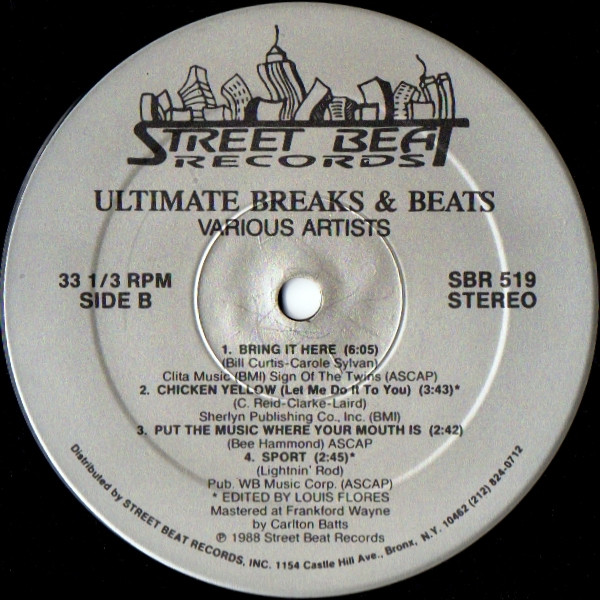 STREET BEAT
RECORDS
ULTIMATE BREAKS & BEATS
VARIOUS ARTISTS
33 1/3 RPM
SIDE B
SBR 519
STEREO
1. BRING IT HERE (6:05)
(Bill Curtis-Carole Sylvan)
Clita Music (BMI) Sign Of The Twins (ASCAP)
2. CHICKEN YELLOW (Let Me Do It To You) (3:43)*
(C. Reid-Clarke-Laird)
Sherlyn Publishing Co., Inc. (BMI)
3. PUT THE MUSIC WHERE YOUR MOUTH IS (2:42)
(Bee Hammond) ASCAP
4. SPORT (2:45)*
(Lightnin' Rod)
Pub. WB Music Corp. (ASCAP)
* EDITED BY LOUIS FLORES
Mastered at Frankford Wayne
by Carlton Batts
℗ 1988 Street Beat Records
Distributed by STREET BEAT RECORDS, INC. 1154 Castle Hill Ave., Bronx, N.Y. 10462 (212) 824-0712